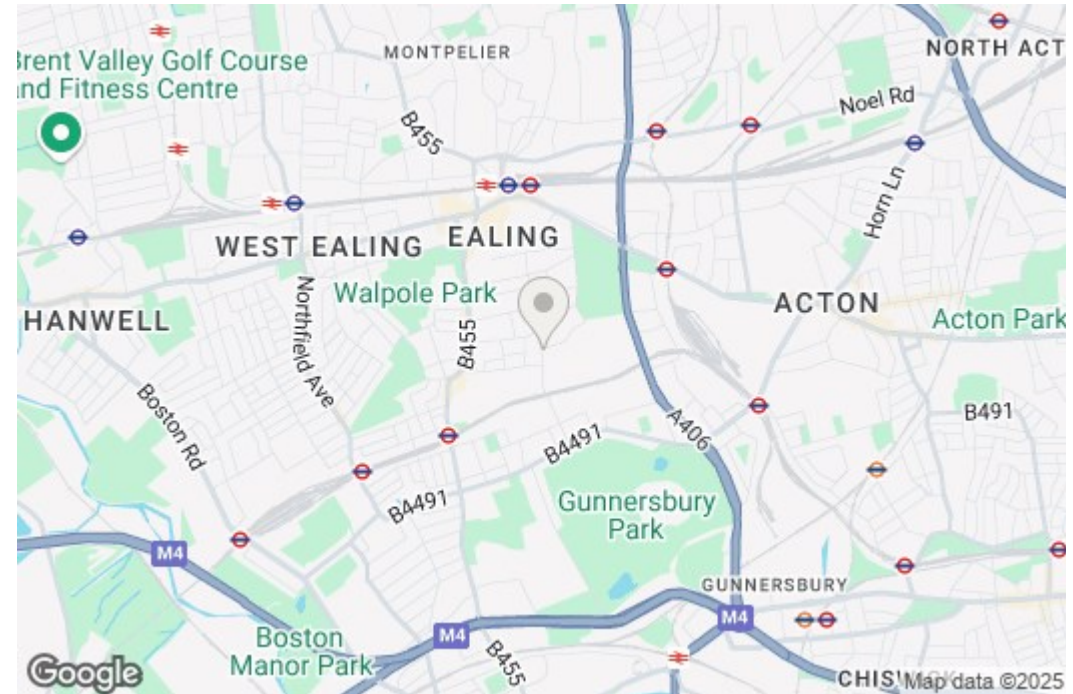 MONTPELIER
NORTH ACT
Brent Valley Golf Course
and Fitness Centre
Noel Rd
B455
Horn Ln
WEST EALING
EALING
Walpole Park
ACTON
HANWELL
Acton Park
Northfield Ave
B455
Boston Rd
B491
A406
B4491
B4491
Gunnersbury
Park
M4
GUNNERSBURY
M4
M4
Boston
Manor Park
B455
CHISW
Google
Map data ©2025